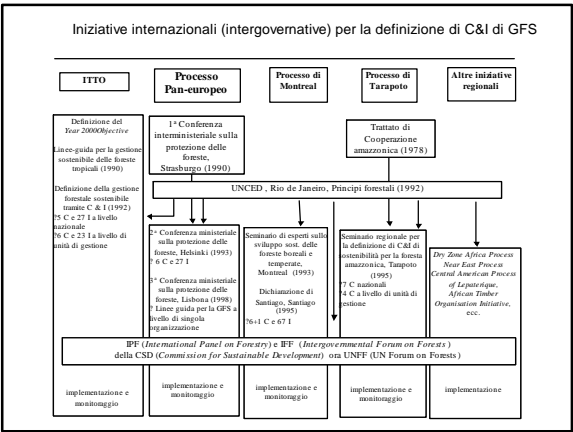 Iniziative internazionali (intergovernative) per la definizione di C&I di GFS
ITTO
Processo
Pan-europeo
Processo di
Montreal
Processo di
Tarapoto
Altre iniziative
regionali
Definizione del
Year 2000Objective
Linee-guida per la gestione
sostenibile delle foreste
tropicali (1990)
Definizione della gestione
forestale sostenibile
tramite C & I (1992)
?5 C e 27 I a livello
nazionale
?6 C e 23 I a livello di
unità di gestione
1ª Conferenza
interministeriale sulla
protezione delle
foreste,
Strasburgo (1990)
Trattato di
Cooperazione
amazzonica (1978)
UNCED , Rio de Janeiro, Principi forestali (1992)
2ª Conferenza ministeriale
sulla protezione delle
foreste, Helsinki (1993)
? 6 C e 27 I
3ª Conferenza ministeriale
sulla protezione delle
foreste, Lisbona (1998)
? Linee guida per la GFS a
livello di singola
organizzazione
Seminario di esperti sullo
sviluppo sost. delle
foreste boreali e
temperate,
Montreal (1993)
Dichiarazione di
Santiago, Santiago
(1995)
?6+1 C e 67 I
Seminario regionale per
la definizione di C&I di
sostenibilità per la foresta
amazzonica, Tarapoto
(1995)
?7 C nazionali
?4 C a livello di unità di
gestione
Dry Zone Africa Process
Near East Process
Central American Process
of Lepaterique,
African Timber
Organisation Initiative,
ecc.
IPF (International Panel on Forestry) e IFF (Intergovernmental Forum on Forests)
della CSD (Commission for Sustainable Development) ora UNFF (UN Forum on Forests)
implementazione e
monitoraggio
implementazione e
monitoraggio
implementazione e
monitoraggio
implementazione e
monitoraggio
implementazione